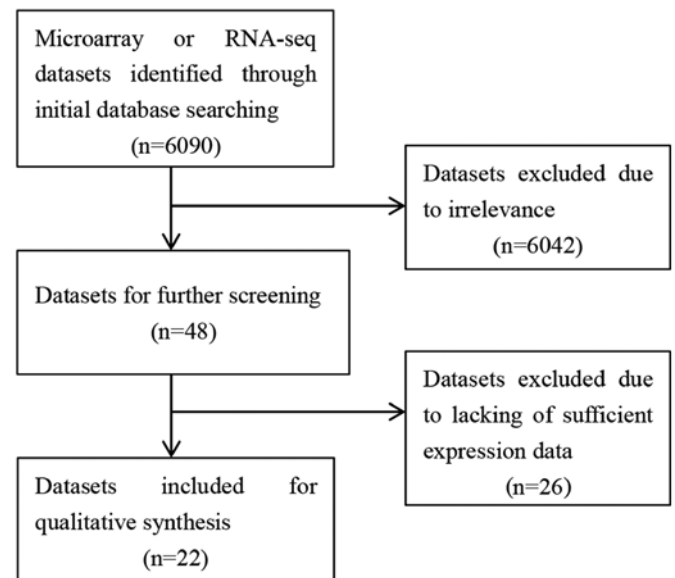 Microarray or RNA-seq
datasets identified through
initial database searching
(n=6090)
Datasets excluded due
to irrelevance
(n=6042)
Datasets for further screening
(n=48)
Datasets excluded due
to lacking of sufficient
expression data
(n=26)
Datasets included for
qualitative synthesis
(n=22)